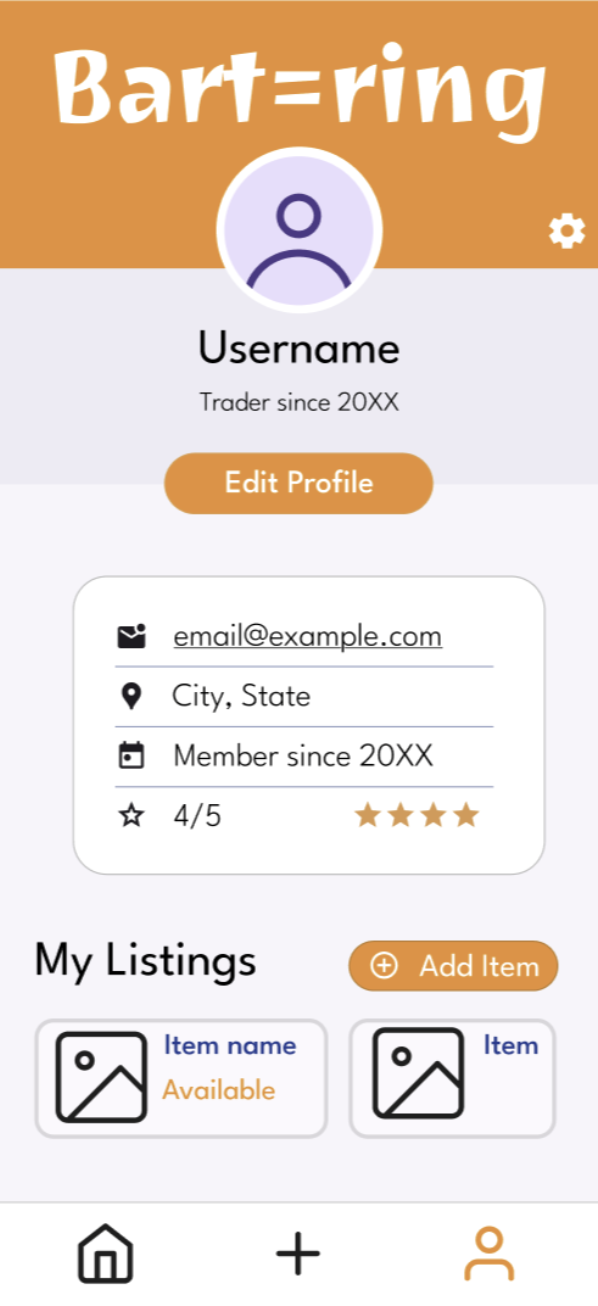 Bart=ring
Username
Trader since 20XX
Edit Profile
email@example.com
City, State
Member since 20XX
4/5
My Listings
Add Item
Item name
Available
Item